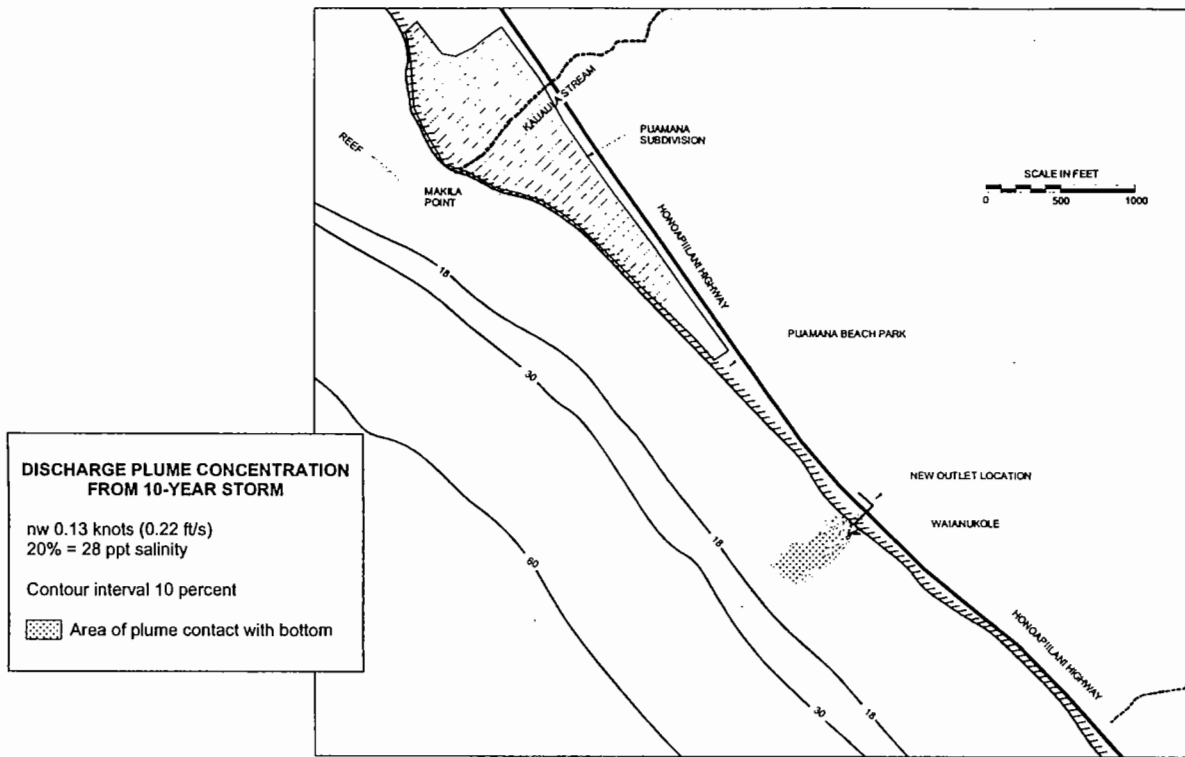 KAUAULA STREAM
PUAMANA
SUBDIVISION
REEF
MAKILA
POINT
SCALE IN FEET
0 500 1000
HONOAPIILANI HIGHWAY
PUAMANA BEACH PARK
18
30
60
18
30
18
NEW OUTLET LOCATION
WAIANUKOLE
HONOAPIILANI HIGHWAY
DISCHARGE PLUME CONCENTRATION
FROM 10-YEAR STORM
nw 0.13 knots (0.22 ft/s)
20% = 28 ppt salinity
Contour interval 10 percent
Area of plume contact with bottom